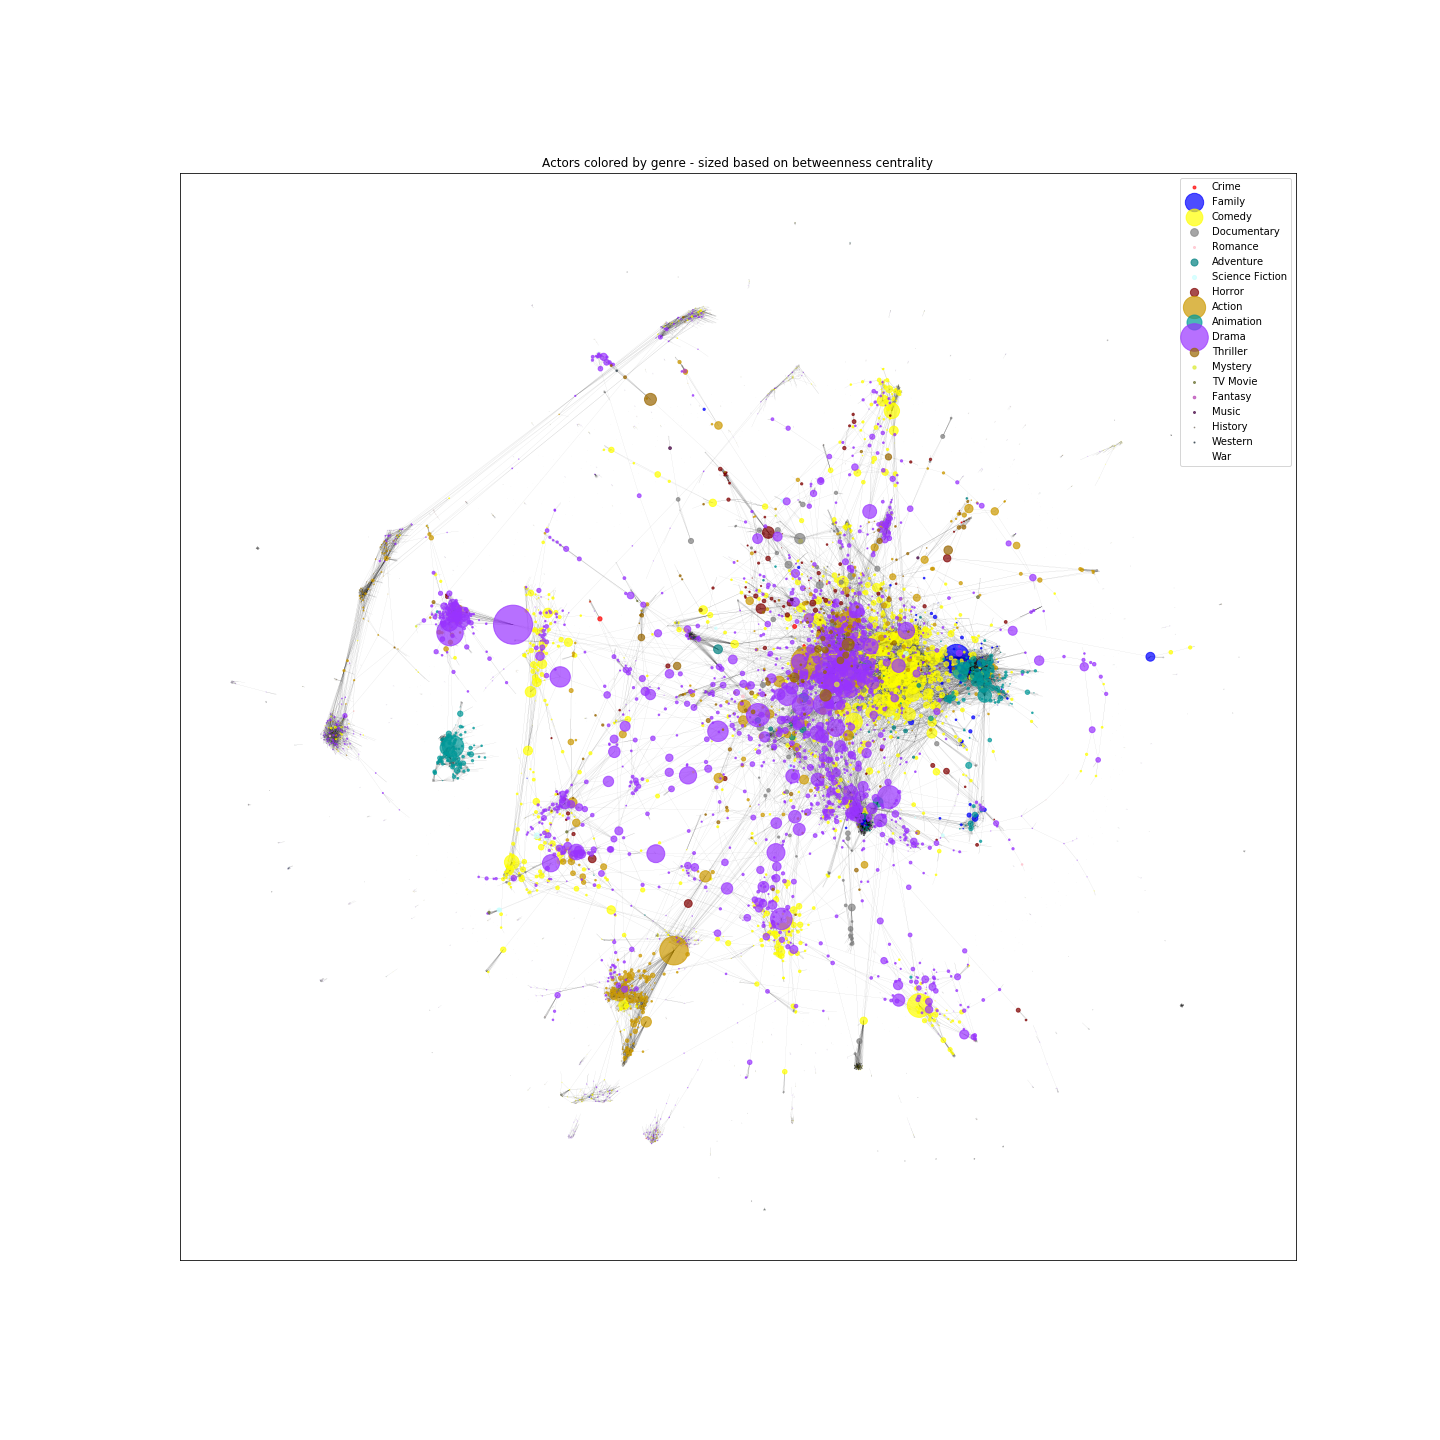 Actors colored by genre - sized based on betweenness centrality
Crime
Family
Comedy
Documentary
Romance
Adventure
Science Fiction
Horror
Action
Animation
Drama
Thriller
Mystery
TV Movie
Fantasy
Music
History
Western
War